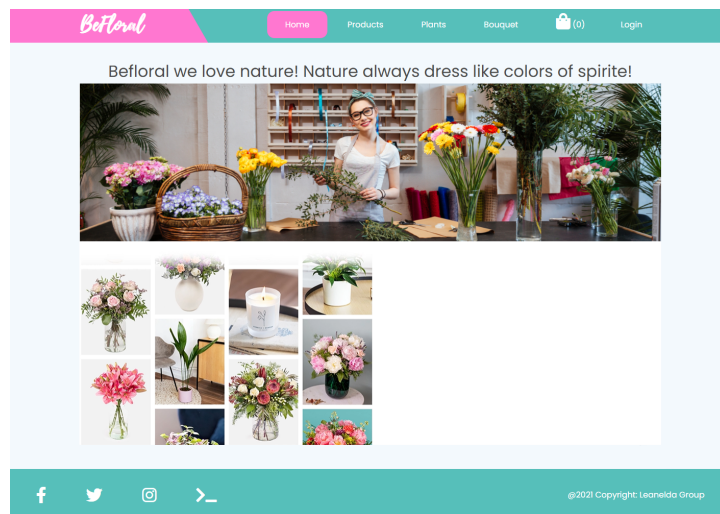 BeFloral
Home Products Plants Bouquet (0) Login
Befloral we love nature! Nature always dress like colors of spirite!
@2021 Copyright: Leanelda Group